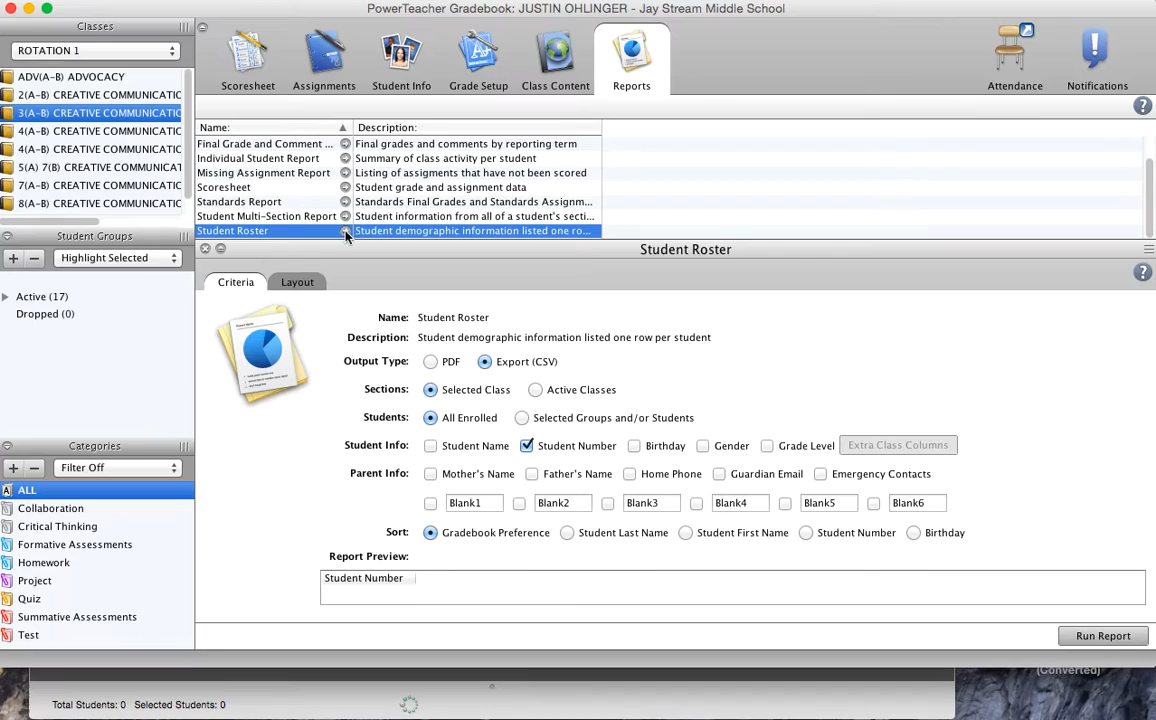 PowerTeacher Gradebook: JUSTIN OHLINGER - Jay Stream Middle School
Classes
ROTATION 1
ADV(A-B) ADVOCACY
2(A-B) CREATIVE COMMUNICATIC
3(A-B) CREATIVE COMMUNICATIC
4(A-B) CREATIVE COMMUNICATIC
4(A-B) CREATIVE COMMUNICATIC
5(A) 7(B) CREATIVE COMMUNICAT
7(A-B) CREATIVE COMMUNICATIC
8(A-B) CREATIVE COMMUNICATIC
Student Groups
Highlight Selected
Active (17)
Dropped (0)
Categories
Filter Off
ALL
Collaboration
Critical Thinking
Formative Assessments
Homework
Project
Quiz
Summative Assessments
Test
Scoresheet Assignments Student Info Grade Setup Class Content Reports Attendance Notifications
Name: Description:
Final Grade and Comment ... Final grades and comments by reporting term
Individual Student Report Summary of class activity per student
Missing Assignment Report Listing of assigments that have not been scored
Scoresheet Student grade and assignment data
Standards Report Standards Final Grades and Standards Assignm...
Student Multi-Section Report Student information from all of a student's secti...
Student Roster Student demographic information listed one ro...
Student Roster
Criteria Layout
Name: Student Roster
Description: Student demographic information listed one row per student
Output Type: PDF Export (CSV)
Sections: Selected Class Active Classes
Students: All Enrolled Selected Groups and/or Students
Student Info: Student Name Student Number Birthday Gender Grade Level Extra Class Columns
Parent Info: Mother's Name Father's Name Home Phone Guardian Email Emergency Contacts
Blank1 Blank2 Blank3 Blank4 Blank5 Blank6
Sort: Gradebook Preference Student Last Name Student First Name Student Number Birthday
Report Preview:
Student Number
Run Report
(Converted)
Total Students: 0 Selected Students: 0